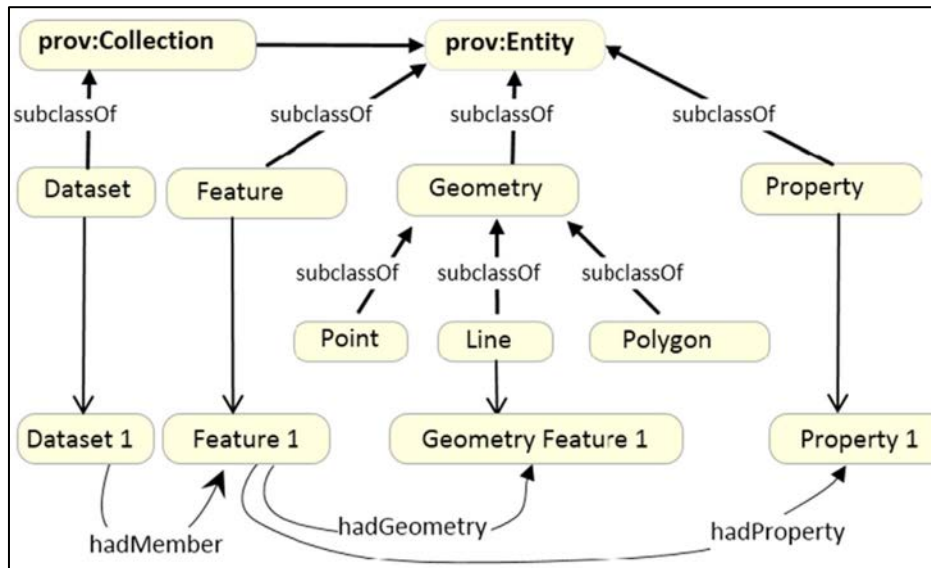 prov:Collection
prov:Entity
subclassOf
subclassOf
subclassOf
subclassOf
Dataset
Feature
Geometry
Property
subclassOf
subclassOf
subclassOf
Point
Line
Polygon
Dataset 1
Feature 1
Geometry Feature 1
Property 1
hadMember
hadGeometry
hadProperty